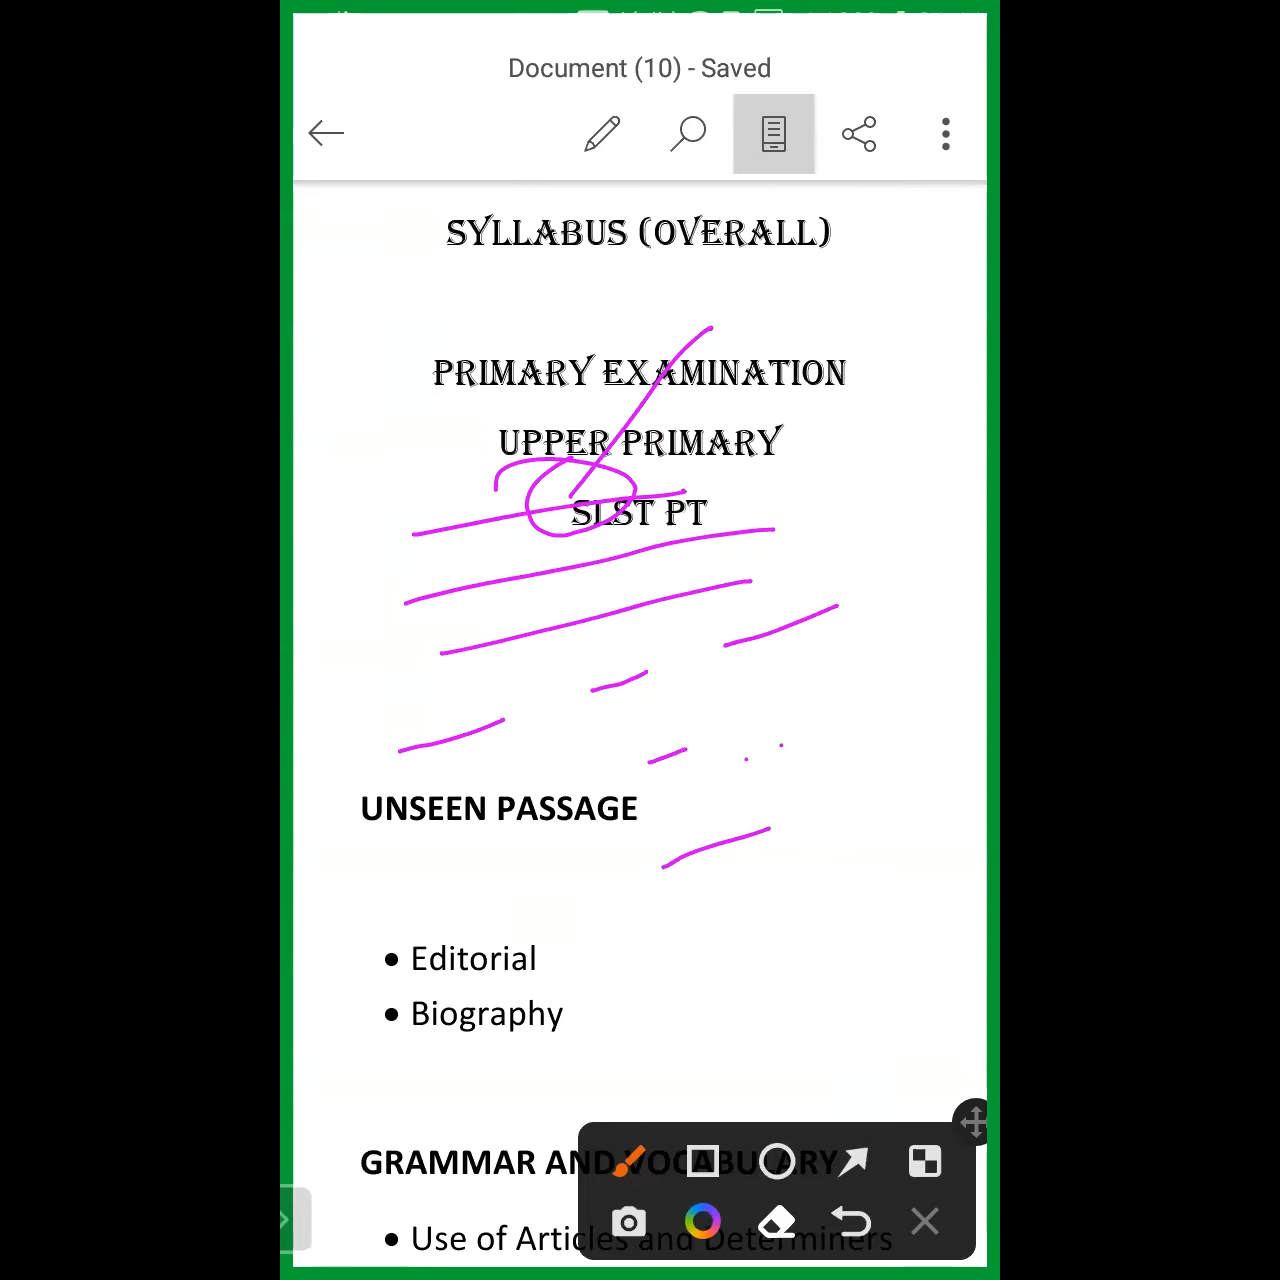 Document (10) - Saved
SYLLABUS (OVERALL)
PRIMARY EXAMINATION
UPPER PRIMARY
SLST PT
UNSEEN PASSAGE
• Editorial
• Biography
GRAMMAR AND VOCABULARY
• Use of Articles and Determiners